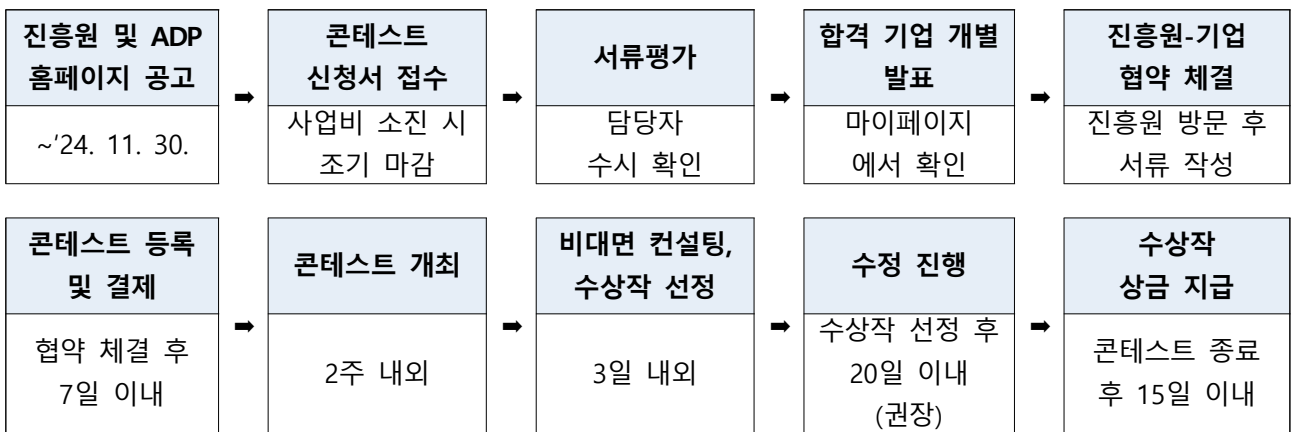 진흥원 및 ADP
홈페이지 공고
~‘24. 11. 30.
➡
콘테스트
신청서 접수
사업비 소진 시
조기 마감
➡
서류평가
담당자
수시 확인
➡
합격 기업 개별
발표
마이페이지
에서 확인
➡
진흥원-기업
협약 체결
진흥원 방문 후
서류 작성
콘테스트 등록
및 결제
협약 체결 후
7일 이내
➡
콘테스트 개최
2주 내외
➡
비대면 컨설팅,
수상작 선정
3일 내외
➡
수정 진행
수상작 선정 후
20일 이내
(권장)
➡
수상작
상금 지급
콘테스트 종료
후 15일 이내